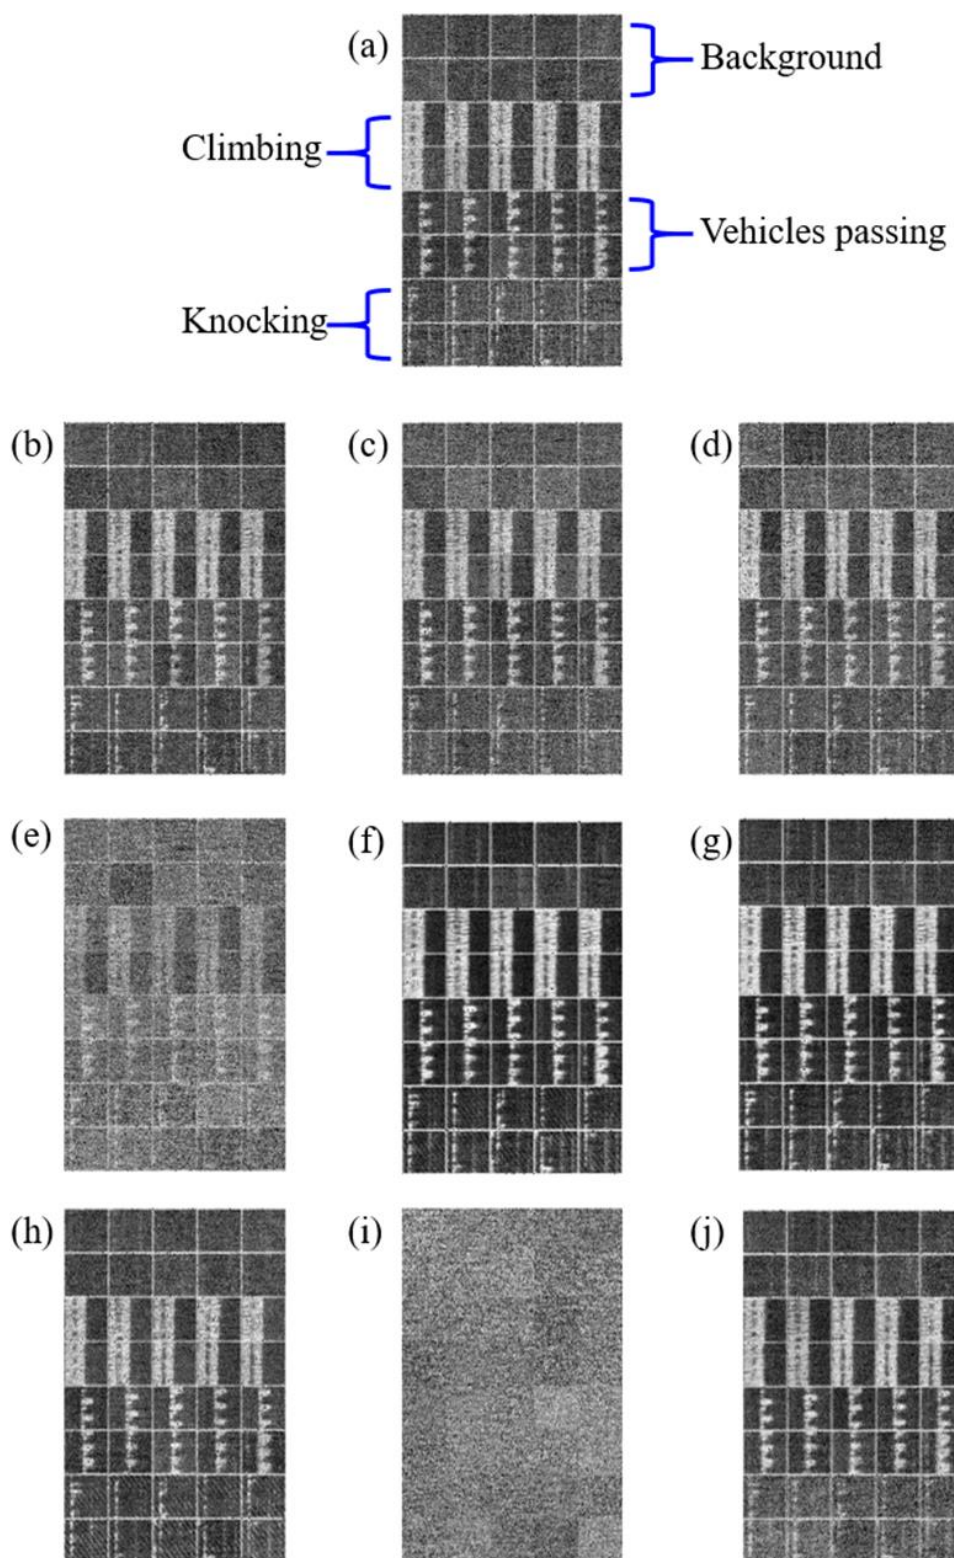 (a)
Background
Climbing
Vehicles passing
Knocking
(b)
(c)
(d)
(e)
(f)
(g)
(h)
(i)
(j)